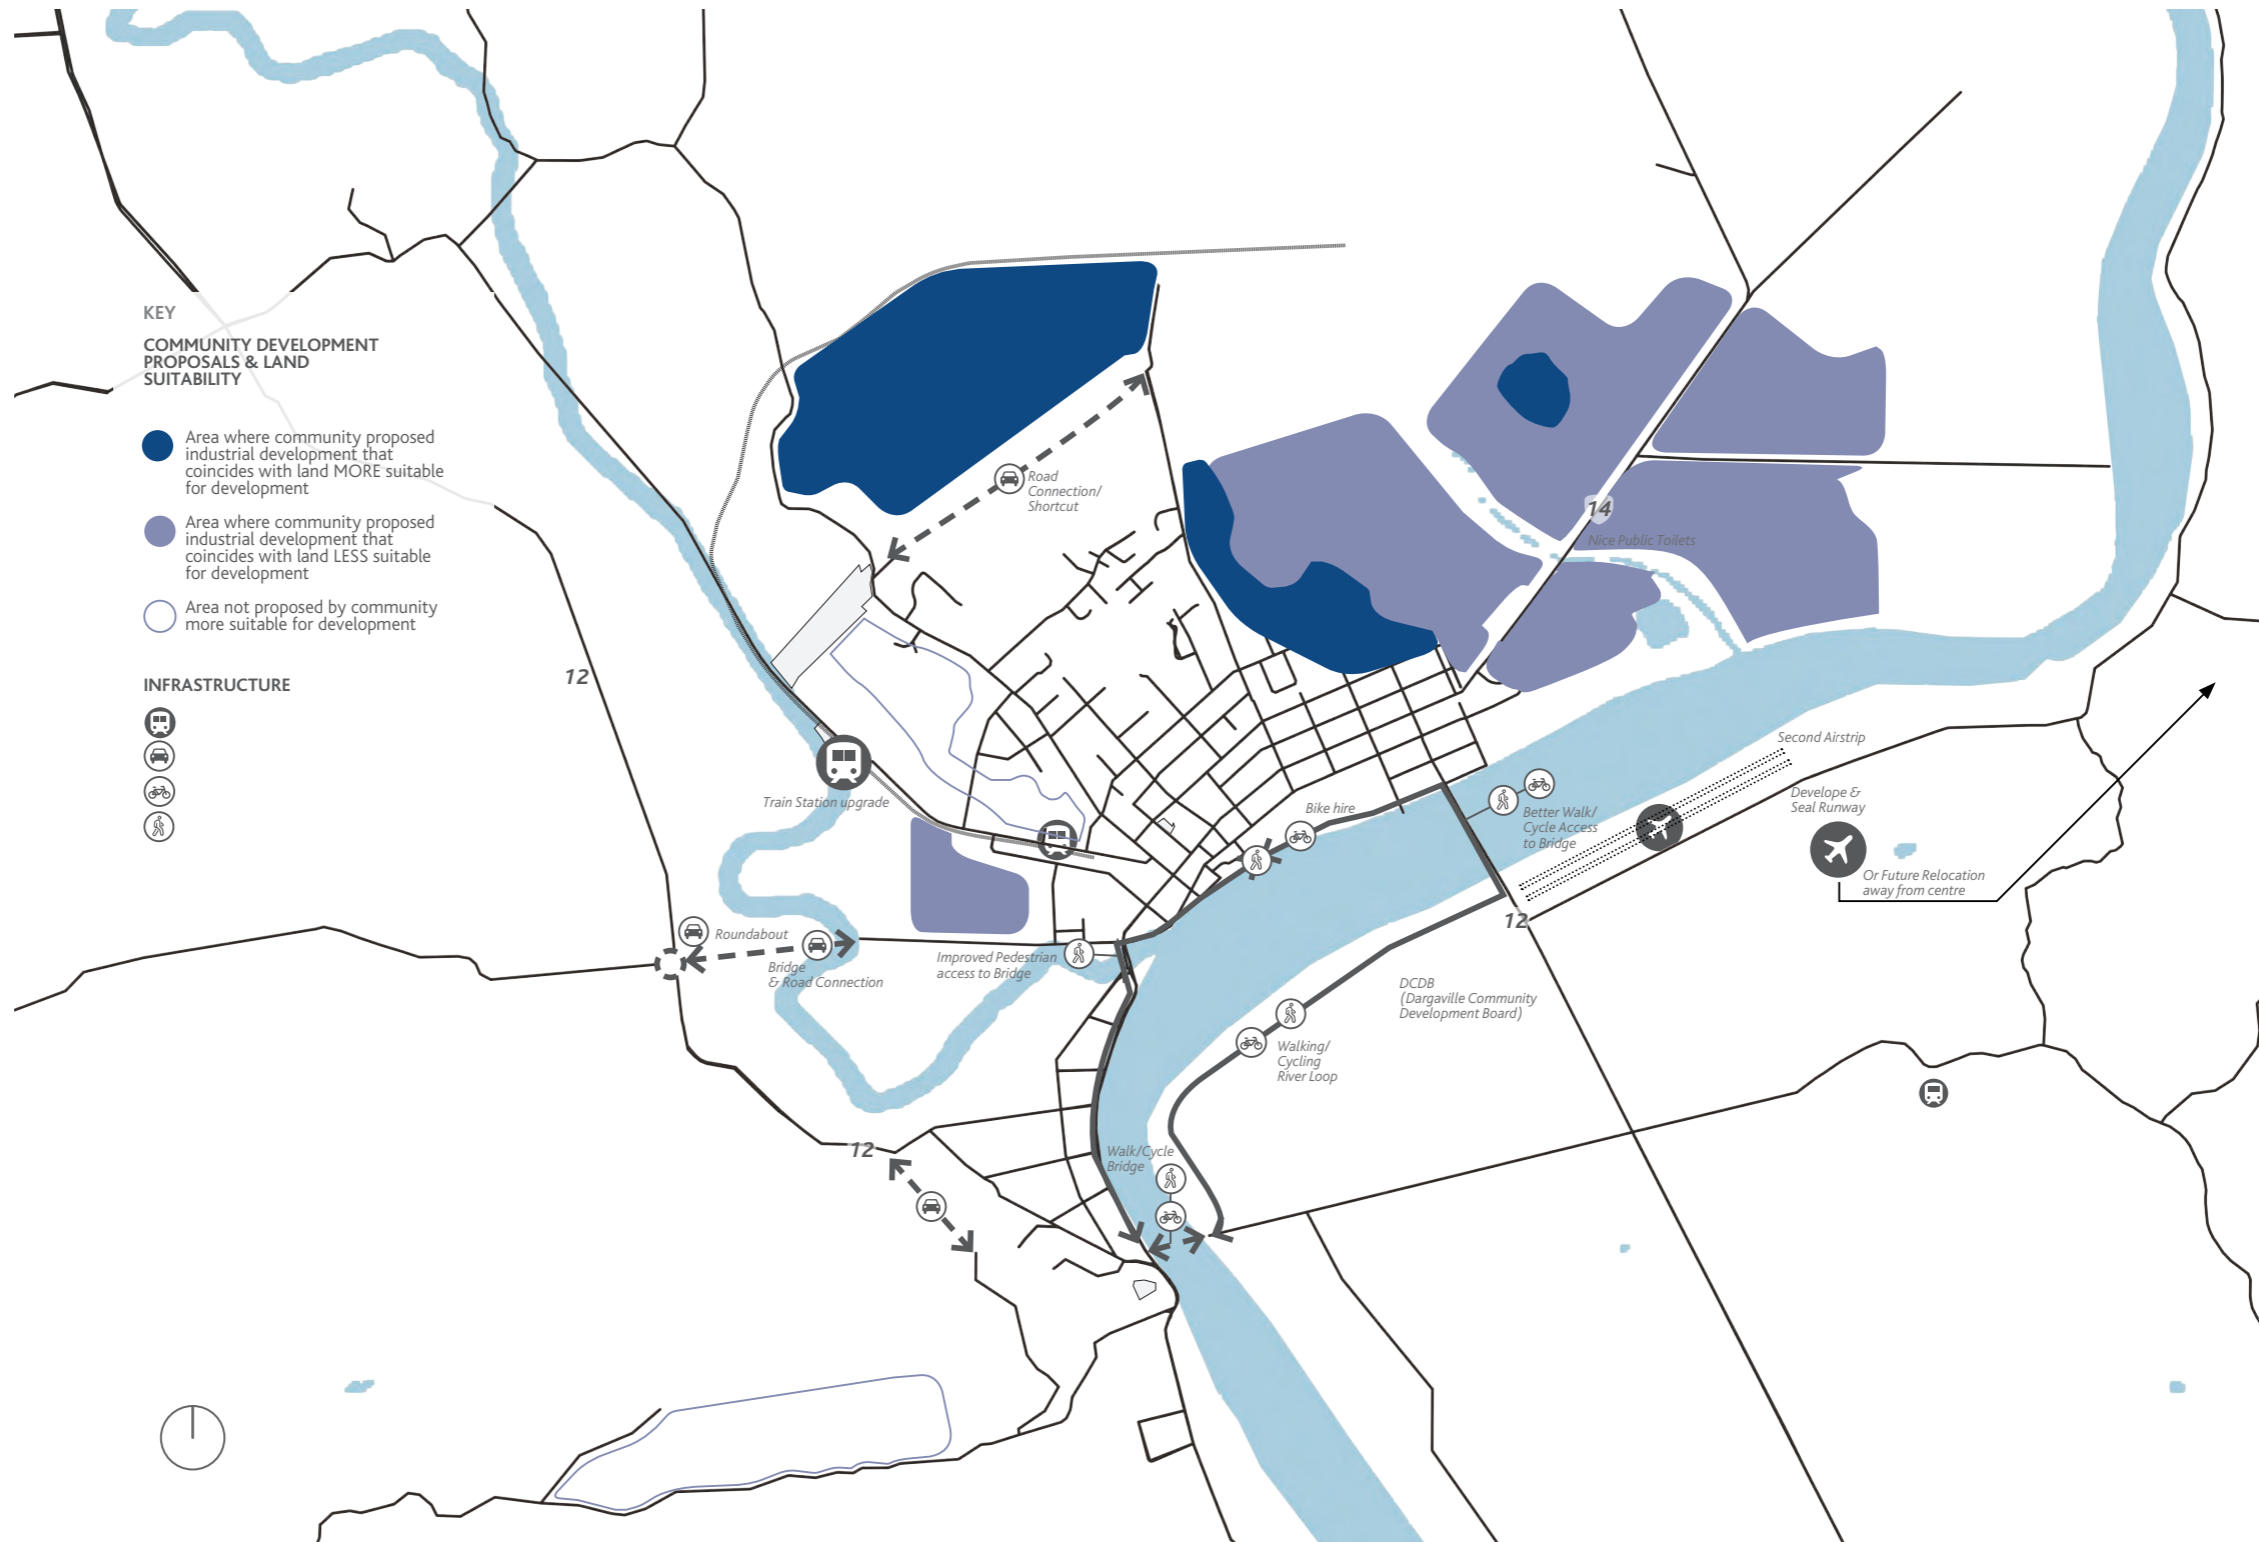 KEY
COMMUNITY DEVELOPMENT
PROPOSALS & LAND
SUITABILITY
Area where community proposed
industrial development that
coincides with land MORE suitable
for development
Area where community proposed
industrial development that
coincides with land LESS suitable
for development
Area not proposed by community
more suitable for development
INFRASTRUCTURE
Road
Connection/
Shortcut
14
Nice Public Toilets
12
Train Station upgrade
Second Airstrip
Bike hire
Better Walk/
Cycle Access
to Bridge
Develope &
Seal Runway
Or Future Relocation
away from centre
12
Roundabout
Bridge
& Road Connection
Improved Pedestrian
access to Bridge
DCDB
(Dargaville Community
Development Board)
Walking/
Cycling
River Loop
12
Walk/Cycle
Bridge